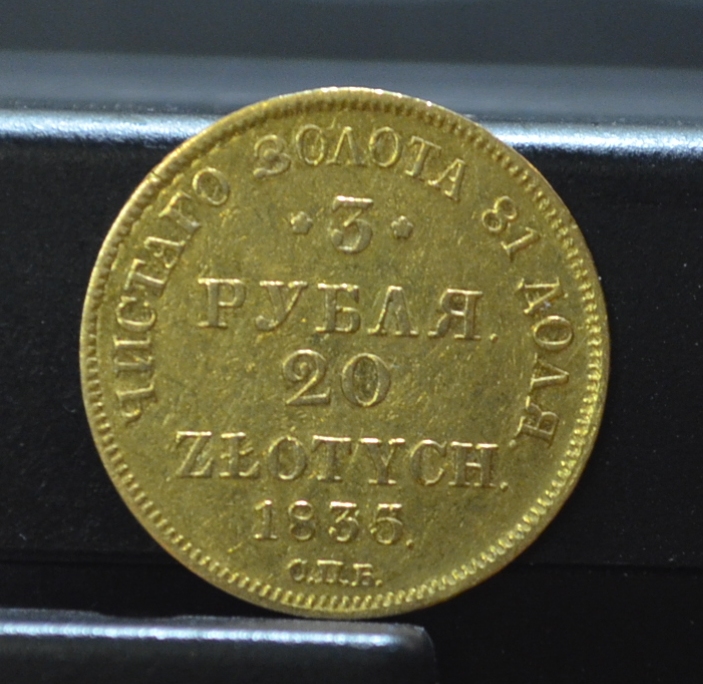 ЧИСТАГО ЗОЛОТА 81 ДОЛЯ
3
РУБЛЯ.
20
ZŁOTYCH.
1835.
С.П.Б.